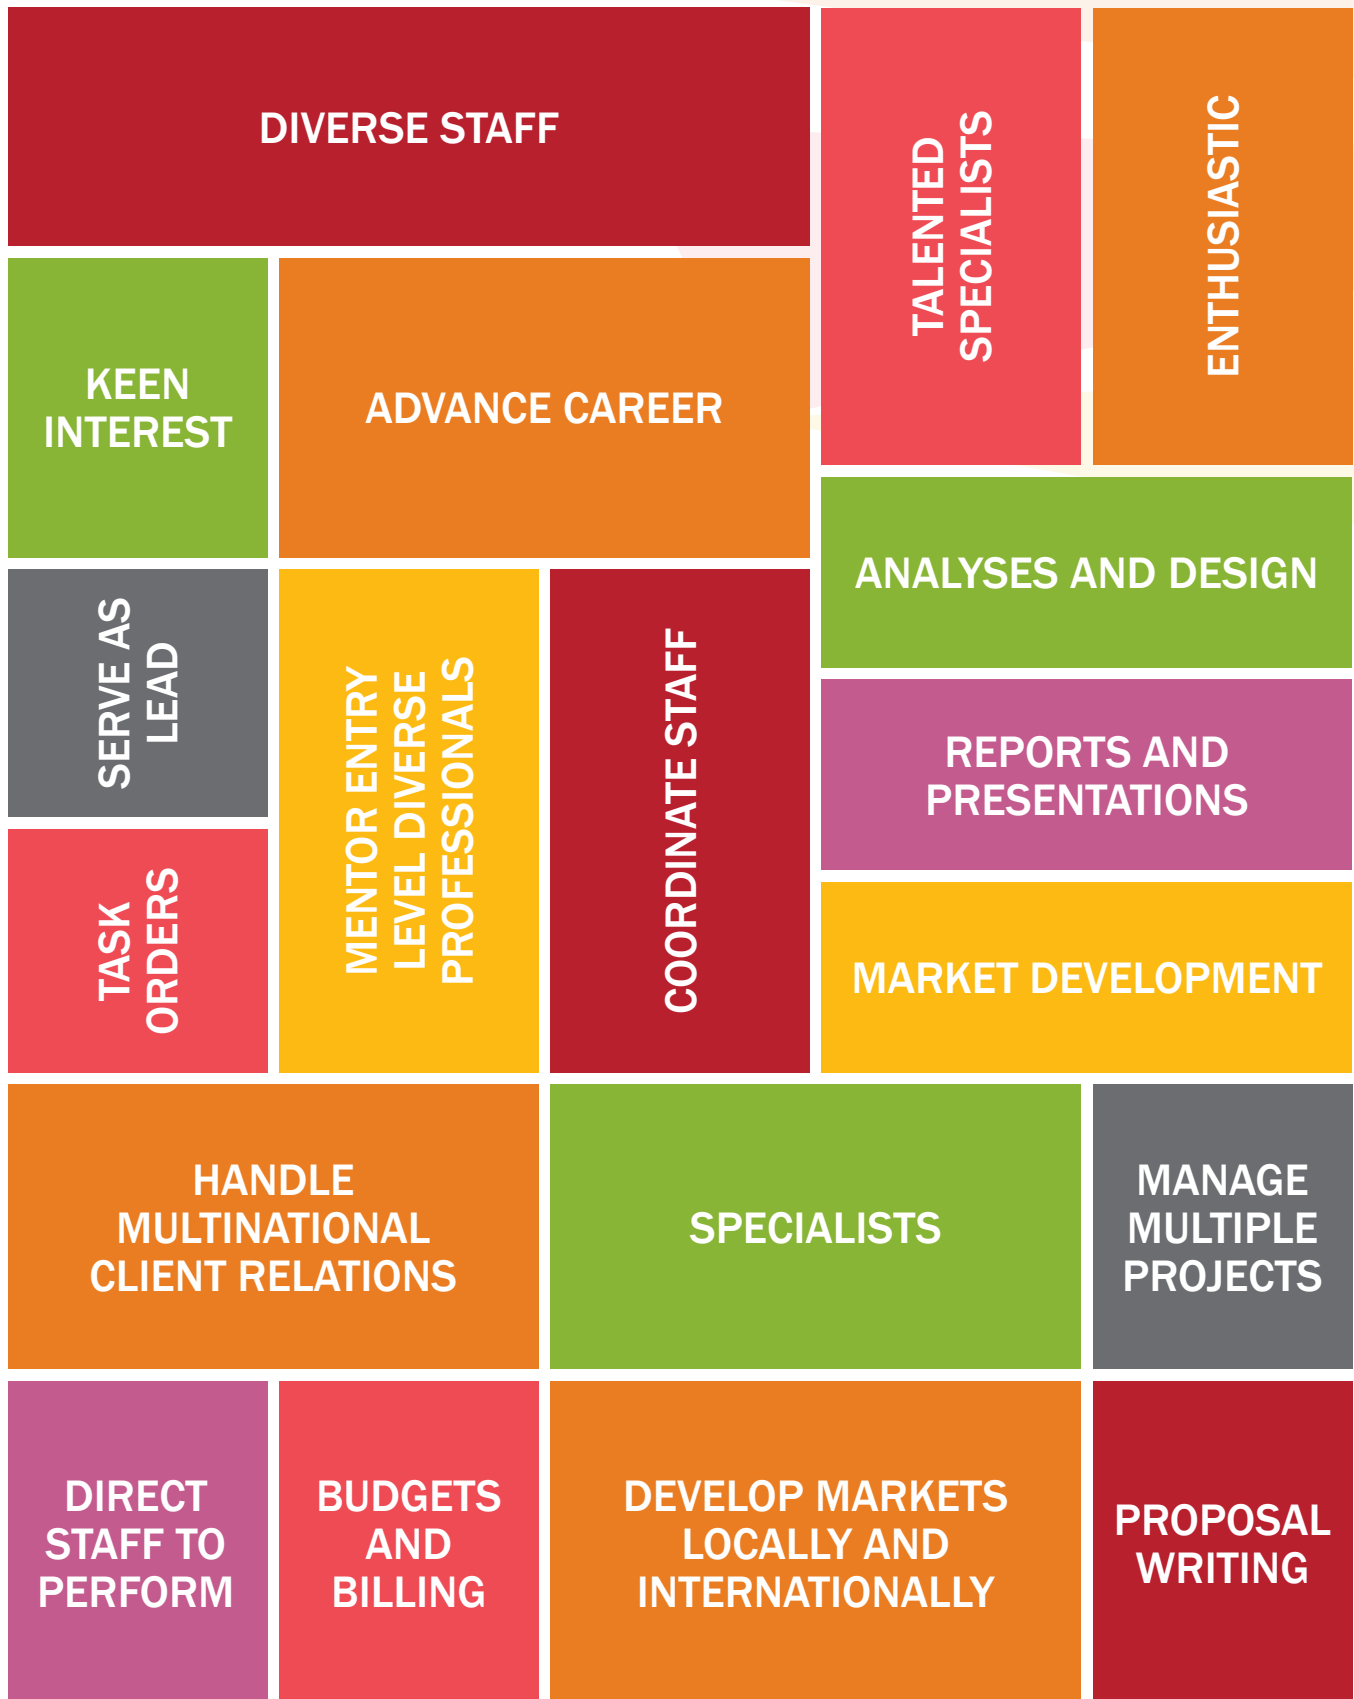 DIVERSE STAFF
TALENTED
SPECIALISTS
ENTHUSIASTIC
KEEN
INTEREST
ADVANCE CAREER
ANALYSES AND DESIGN
SERVE AS
LEAD
MENTOR ENTRY
LEVEL DIVERSE
PROFESSIONALS
COORDINATE STAFF
REPORTS AND
PRESENTATIONS
TASK
ORDERS
MARKET DEVELOPMENT
HANDLE
MULTINATIONAL
CLIENT RELATIONS
SPECIALISTS
MANAGE
MULTIPLE
PROJECTS
DIRECT
STAFF TO
PERFORM
BUDGETS
AND
BILLING
DEVELOP MARKETS
LOCALLY AND
INTERNATIONALLY
PROPOSAL
WRITING